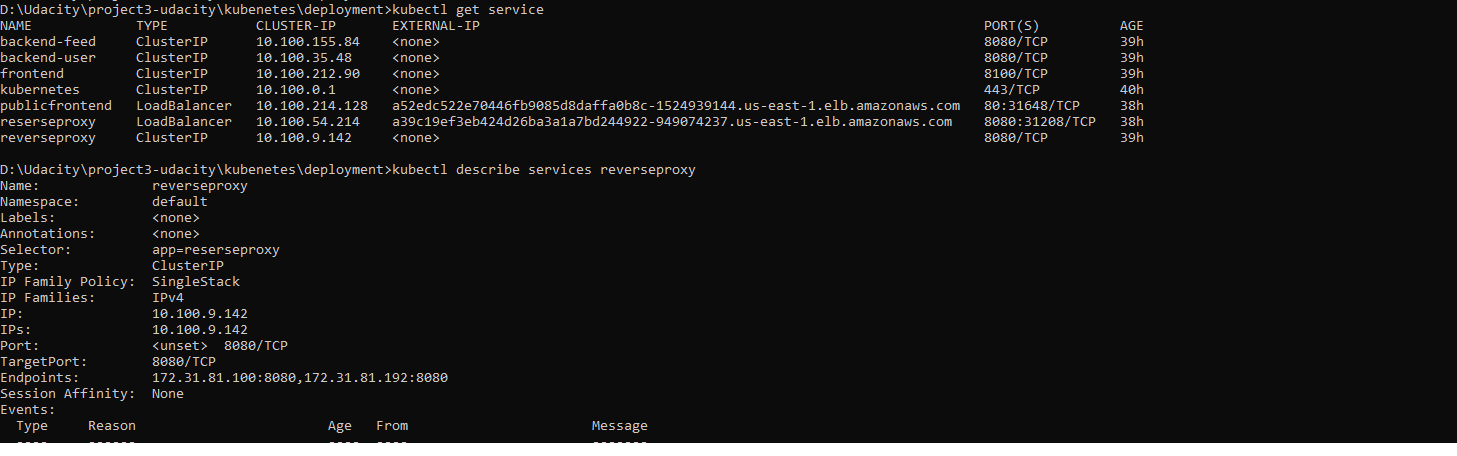 D:\Udacity\project3-udacity\kubenetes\deployment>kubectl get service
NAME TYPE CLUSTER-IP EXTERNAL-IP PORT(S) AGE
backend-feed ClusterIP 10.100.155.84 <none> 8080/TCP 39h
backend-user ClusterIP 10.100.35.48 <none> 8080/TCP 39h
frontend ClusterIP 10.100.212.90 <none> 8100/TCP 39h
kubernetes ClusterIP 10.100.0.1 <none> 443/TCP 40h
publicfrontend LoadBalancer 10.100.214.128 a52edc522e70446fb9085d8daffa0b8c-1524939144.us-east-1.elb.amazonaws.com 80:31648/TCP 38h
reserseproxy LoadBalancer 10.100.54.214 a39c19ef3eb424d26ba3a1a7bd244922-949074237.us-east-1.elb.amazonaws.com 8080:31208/TCP 38h
reverseproxy ClusterIP 10.100.9.142 <none> 8080/TCP 39h
D:\Udacity\project3-udacity\kubenetes\deployment>kubectl describe services reverseproxy
Name: reverseproxy
Namespace: default
Labels: <none>
Annotations: <none>
Selector: app=reserseproxy
Type: ClusterIP
IP Family Policy: SingleStack
IP Families: IPv4
IP: 10.100.9.142
IPs: 10.100.9.142
Port: <unset> 8080/TCP
TargetPort: 8080/TCP
Endpoints: 172.31.81.100:8080,172.31.81.192:8080
Session Affinity: None
Events:
Type Reason Age From Message
---- ------ ---- ---- -------